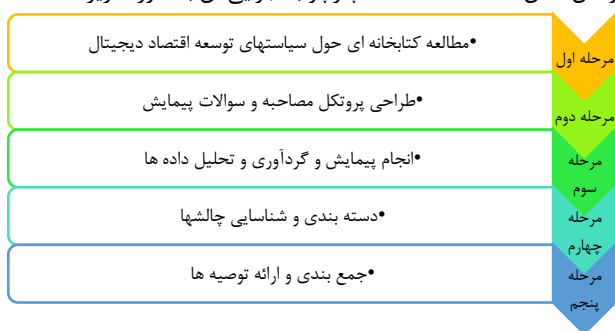 مرحله اول
•مطالعه کتابخانه ای حول سیاستهای توسعه اقتصاد دیجیتال
مرحله دوم
•طراحی پروتکل مصاحبه و سوالات پیمایش
مرحله
سوم
•انجام پیمایش و گردآوری و تحلیل داده ها
مرحله
چهارم
•دسته بندی و شناسایی چالشها
مرحله
پنجم
•جمع بندی و ارائه توصیه ها